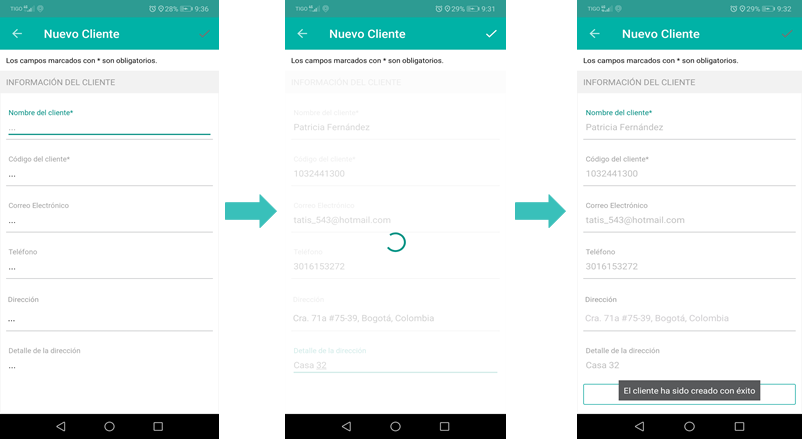 TIGO 28% 9:36
Nuevo Cliente
Los campos marcados con * son obligatorios.
INFORMACIÓN DEL CLIENTE
Nombre del cliente*
...
Código del cliente*
...
Correo Electrónico
...
Teléfono
...
Dirección
...
Detalle de la dirección
...
TIGO 29% 9:31
Nuevo Cliente
Los campos marcados con * son obligatorios.
INFORMACIÓN DEL CLIENTE
Nombre del cliente*
Patricia Fernández
Código del cliente*
1032441300
Correo Electrónico
tatis_543@hotmail.com
Teléfono
3016153272
Dirección
Cra. 71a #75-39, Bogotá, Colombia
Detalle de la dirección
Casa 32
TIGO 29% 9:32
Nuevo Cliente
Los campos marcados con * son obligatorios.
INFORMACIÓN DEL CLIENTE
Nombre del cliente*
Patricia Fernández
Código del cliente*
1032441300
Correo Electrónico
tatis_543@hotmail.com
Teléfono
3016153272
Dirección
Cra. 71a #75-39, Bogotá, Colombia
Detalle de la dirección
Casa 32
El cliente ha sido creado con éxito